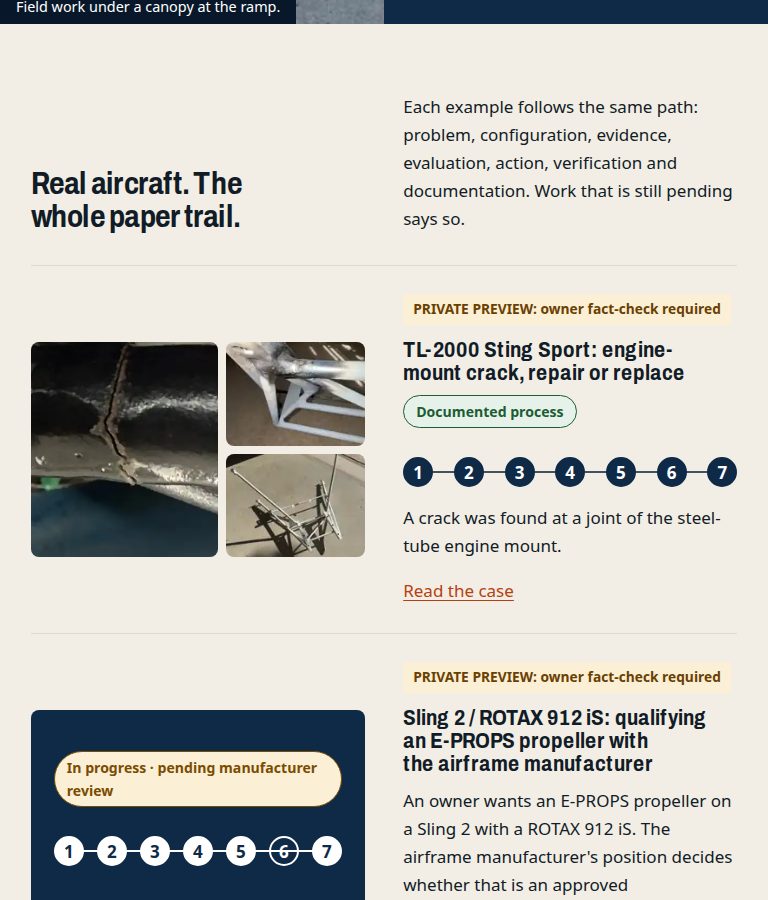 Field work under a canopy at the ramp.
Real aircraft. The
whole paper trail.
Each example follows the same path:
problem, configuration, evidence,
evaluation, action, verification and
documentation. Work that is still pending
says so.
PRIVATE PREVIEW: owner fact-check required
TL-2000 Sting Sport: engine-
mount crack, repair or replace
Documented process
1 2 3 4 5 6 7
A crack was found at a joint of the steel-
tube engine mount.
Read the case
In progress · pending manufacturer
review
1 2 3 4 5 6 7
PRIVATE PREVIEW: owner fact-check required
Sling 2 / ROTAX 912 iS: qualifying
an E-PROPS propeller with
the airframe manufacturer
An owner wants an E-PROPS propeller on
a Sling 2 with a ROTAX 912 iS. The
airframe manufacturer's position decides
whether that is an approved